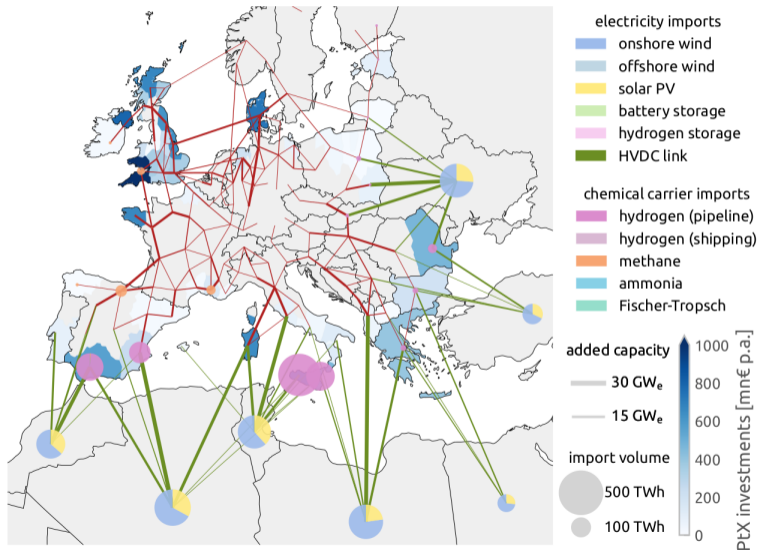 electricity imports
onshore wind
offshore wind
solar PV
battery storage
hydrogen storage
HVDC link
chemical carrier imports
hydrogen (pipeline)
hydrogen (shipping)
methane
ammonia
Fischer-Tropsch
added capacity
30 GWe
15 GWe
import volume
500 TWh
100 TWh
1000
800
600
400
200
0
PtX investments [mn€ p.a.]